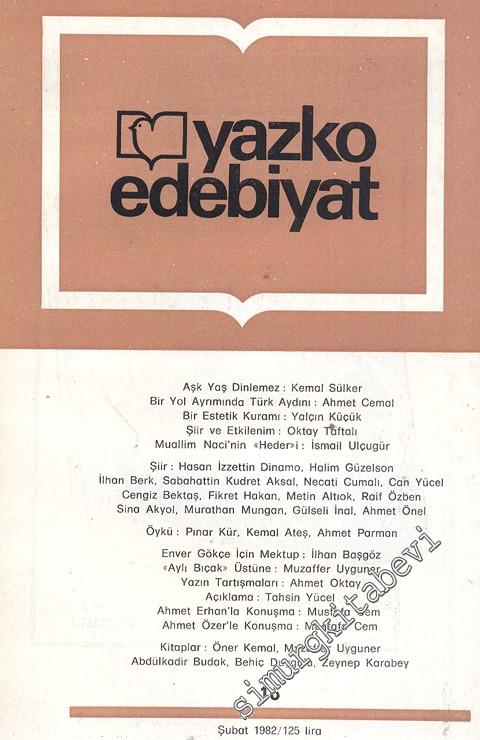 yazko
edebiyat
Aşk Yaş Dinlemez : Kemal Sülker
Bir Yol Ayrımında Türk Aydını : Ahmet Cemal
Bir Estetik Kuramı : Yalçın Küçük
Şiir ve Etkilenim : Oktay Taftalı
Muallim Naci'nin «Heder»i : İsmail Ulçugür
Şiir : Hasan İzzettin Dinamo, Halim Güzelson
İlhan Berk, Sabahattin Kudret Aksal, Necati Cumalı, Can Yücel
Cengiz Bektaş, Fikret Hakan, Metin Altıok, Raif Özben
Sina Akyol, Murathan Mungan, Gülseli İnal, Ahmet Önel
Öykü : Pınar Kür, Kemal Ateş, Ahmet Parman
Enver Gökçe İçin Mektup : İlhan Başgöz
«Aylı Bıçak» Üstüne : Muzaffer Uyguner
Yazın Tartışmaları : Ahmet Oktay
Açıklama : Tahsin Yücel
Ahmet Erhan'la Konuşma : Mustafa Cem
Ahmet Özer'le Konuşma : Mustafa Cem
Kitaplar : Öner Kemal, Muzaffer Uyguner
Abdülkadir Budak, Behiç Duygulu, Zeynep Karabey
16
Şubat 1982/125 lira
simurgkitabevi